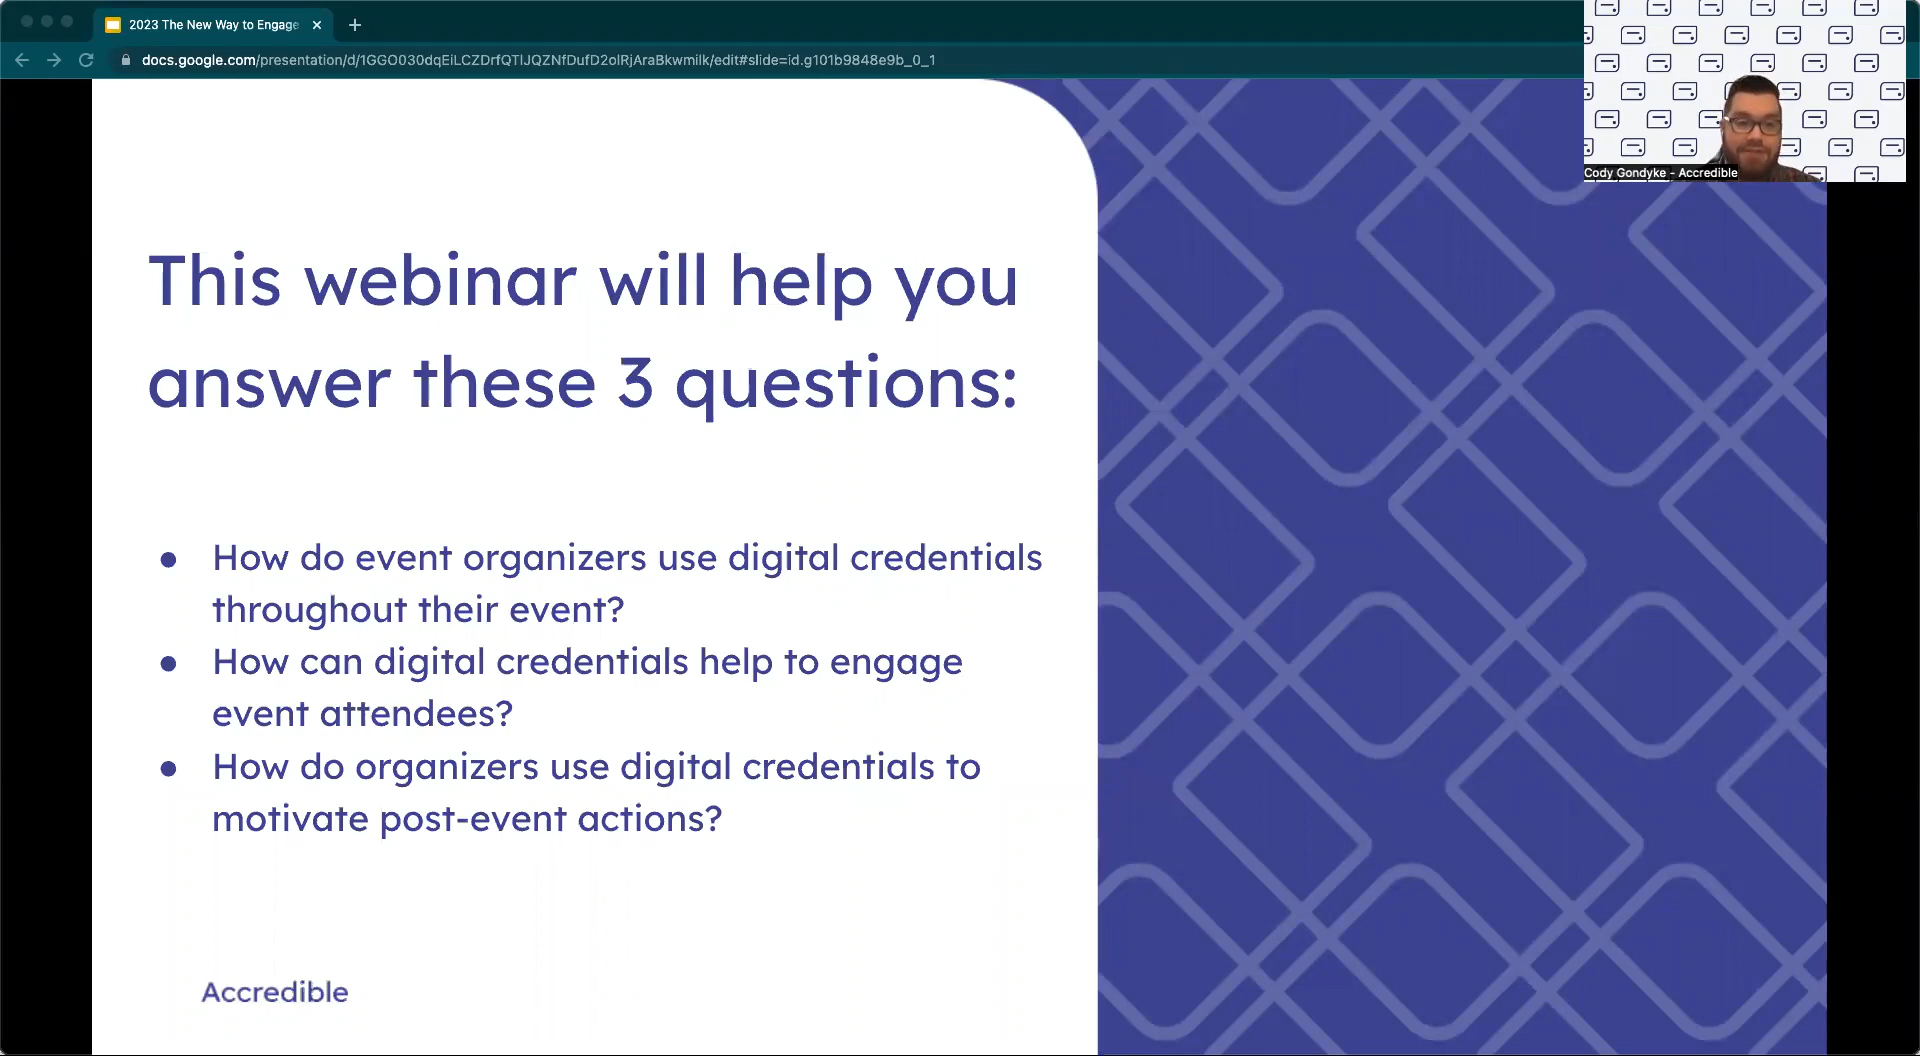 2023 The New Way to Engage
docs.google.com/presentation/d/1GGO030dqEiLCZDrfQTIJQZNfDufD2olRjAraBkwmilk/edit#slide=id.g101b9848e9b_0_1
Cody Gondyke - Accredible
This webinar will help you
answer these 3 questions:
● How do event organizers use digital credentials
throughout their event?
● How can digital credentials help to engage
event attendees?
● How do organizers use digital credentials to
motivate post-event actions?
Accredible